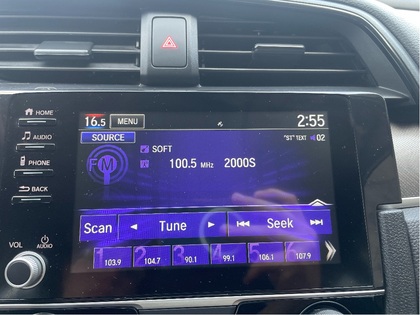 HOME
AUDIO
PHONE
BACK
VOL AUDIO
16.5 MENU 2:55
SOURCE "ST" TEXT 02
FM SOFT
100.5 MHz 2000S
Scan Tune Seek
1 2 3 4 5 6
103.9 104.7 90.1 99.1 106.1 107.9